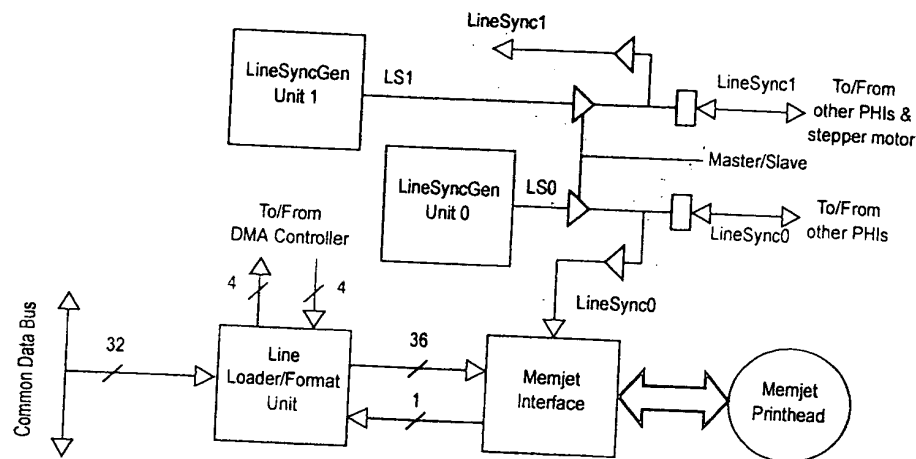 LineSync1
LineSyncGen
Unit 1
LS1
LineSync1
To/From
other PHIs &
stepper motor
Master/Slave
LineSyncGen
Unit 0
LS0
LineSync0
To/From
other PHIs
To/From
DMA Controller
4
4
LineSync0
Common Data Bus
32
Line
Loader/Format
Unit
36
1
Memjet
Interface
Memjet
Printhead